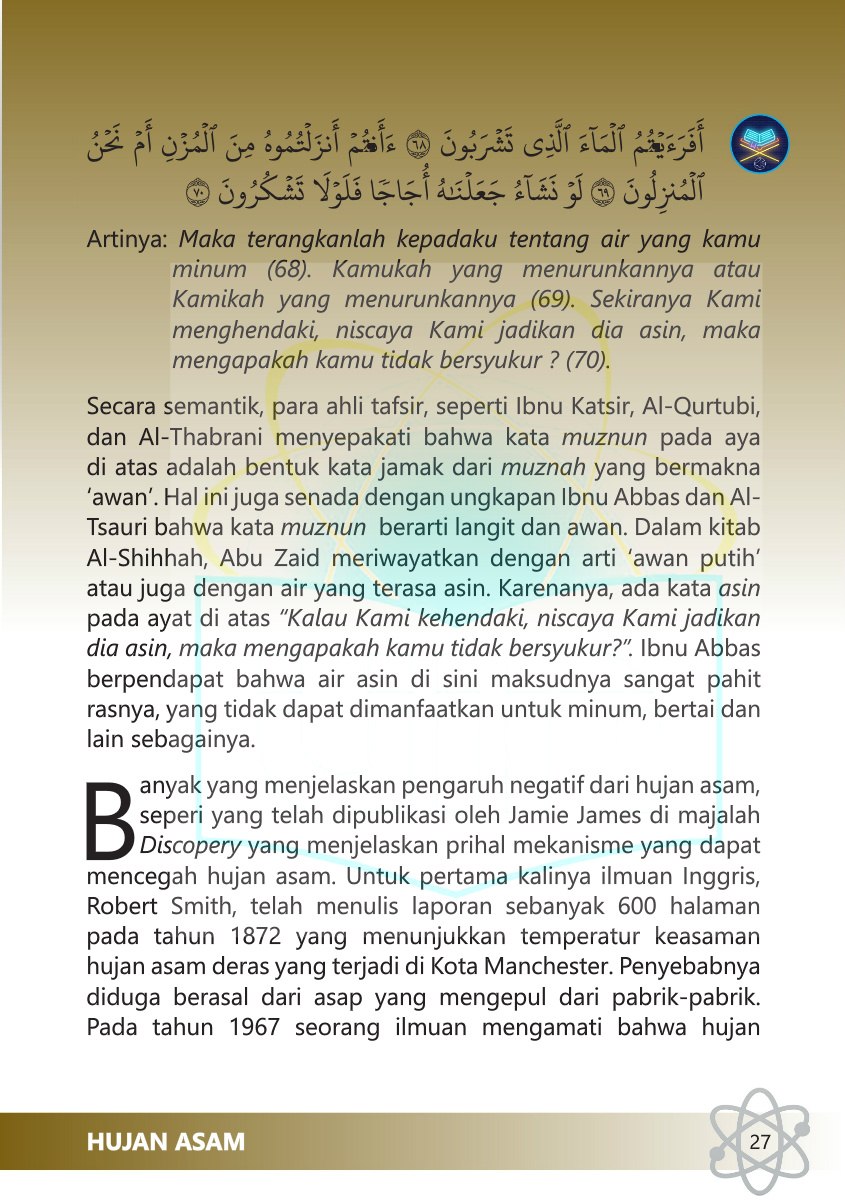 أَفَرَءَيْتُمُ ٱلْمَآءَ ٱلَّذِى تَشْرَبُونَ ٦٨ ءَأَنتُمْ أَنزَلْتُمُوهُ مِنَ ٱلْمُزْنِ أَمْ نَحْنُ
ٱلْمُنزِلُونَ ٦٩ لَوْ نَشَآءُ جَعَلْنَٰهُ أُجَاجًا فَلَوْلَا تَشْكُرُونَ ٧٠
Artinya: Maka terangkanlah kepadaku tentang air yang kamu
minum (68). Kamukah yang menurunkannya atau
Kamikah yang menurunkannya (69). Sekiranya Kami
menghendaki, niscaya Kami jadikan dia asin, maka
mengapakah kamu tidak bersyukur ? (70).
Secara semantik, para ahli tafsir, seperti Ibnu Katsir, Al-Qurtubi,
dan Al-Thabrani menyepakati bahwa kata muznun pada aya
di atas adalah bentuk kata jamak dari muznah yang bermakna
‘awan’. Hal ini juga senada dengan ungkapan Ibnu Abbas dan Al-
Tsauri bahwa kata muznun berarti langit dan awan. Dalam kitab
Al-Shihhah, Abu Zaid meriwayatkan dengan arti ‘awan putih’
atau juga dengan air yang terasa asin. Karenanya, ada kata asin
pada ayat di atas “Kalau Kami kehendaki, niscaya Kami jadikan
dia asin, maka mengapakah kamu tidak bersyukur?”. Ibnu Abbas
berpendapat bahwa air asin di sini maksudnya sangat pahit
rasnya, yang tidak dapat dimanfaatkan untuk minum, bertai dan
lain sebagainya.
Banyak yang menjelaskan pengaruh negatif dari hujan asam,
seperi yang telah dipublikasi oleh Jamie James di majalah
Discopery yang menjelaskan prihal mekanisme yang dapat
mencegah hujan asam. Untuk pertama kalinya ilmuan Inggris,
Robert Smith, telah menulis laporan sebanyak 600 halaman
pada tahun 1872 yang menunjukkan temperatur keasaman
hujan asam deras yang terjadi di Kota Manchester. Penyebabnya
diduga berasal dari asap yang mengepul dari pabrik-pabrik.
Pada tahun 1967 seorang ilmuan mengamati bahwa hujan
HUJAN ASAM
27